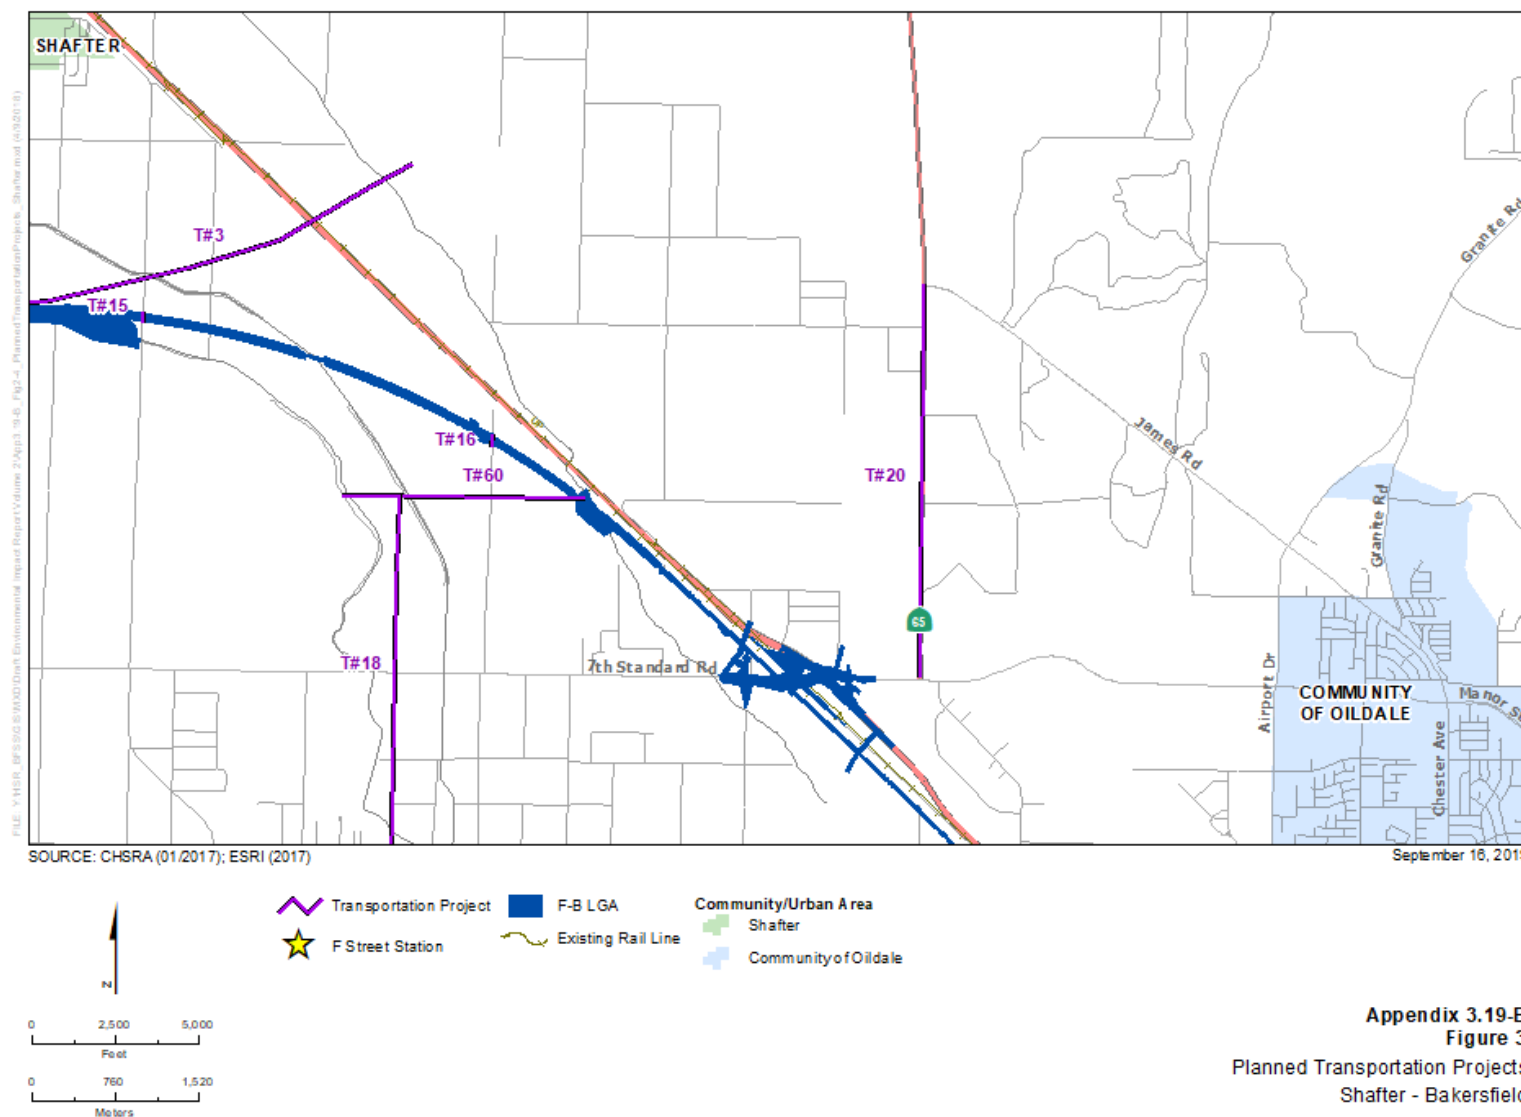 SHAFTER
T#3
T#15
T#16
T#60
T#18
T#20
UP
65
7th Standard Rd
James Rd
Granite Rd
Granite Rd
Airport Dr
COMMUNITY
OF OILDALE
Manor St
Chester Ave
SOURCE: CHSRA (01/2017); ESRI (2017)
September 16, 201
N
Transportation Project
F Street Station
F-B LGA
Existing Rail Line
Community/Urban Area
Shafter
Community of Oildale
0 2,500 5,000
Feet
0 760 1,520
Meters
Appendix 3.19-B
Figure 3
Planned Transportation Projects
Shafter - Bakersfield